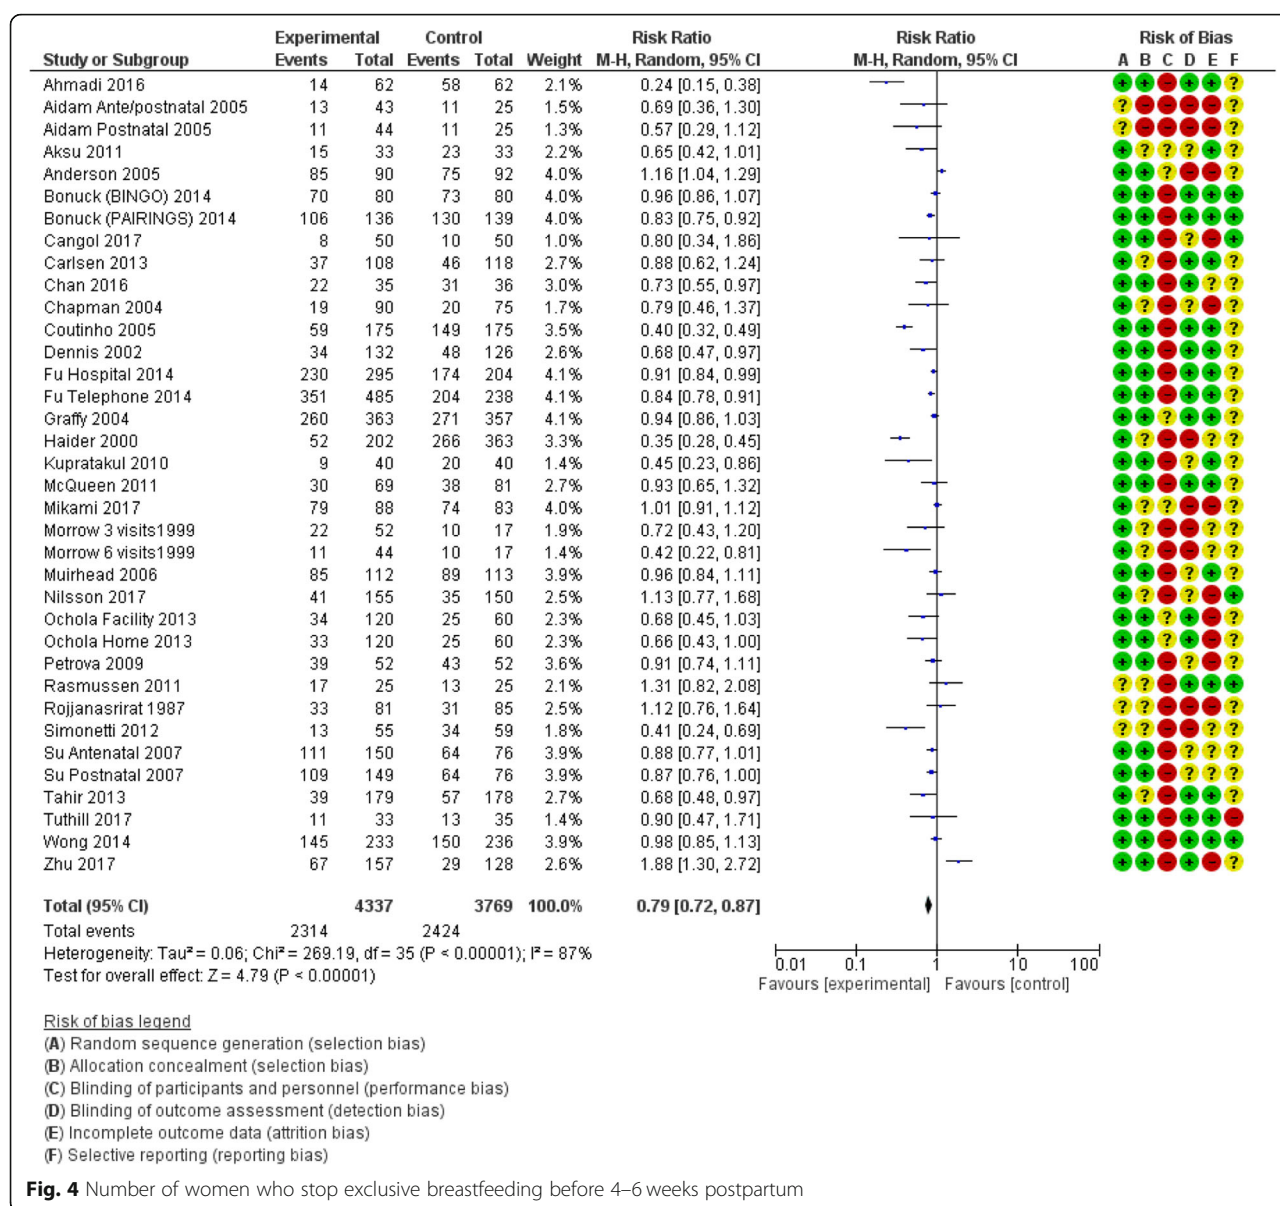 Experimental Control Risk Ratio Risk Ratio Risk of Bias
Study or Subgroup Events Total Events Total Weight M-H, Random, 95% CI M-H, Random, 95% CI A B C D E F
Ahmadi 2016 14 62 58 62 2.1% 0.24 [0.15, 0.38] + + - + + ?
Aidam Ante/postnatal 2005 13 43 11 25 1.5% 0.69 [0.36, 1.30] ? - - - - ?
Aidam Postnatal 2005 11 44 11 25 1.3% 0.57 [0.29, 1.12] ? - - - - ?
Aksu 2011 15 33 23 33 2.2% 0.65 [0.42, 1.01] + ? ? ? + ?
Anderson 2005 85 90 75 92 4.0% 1.16 [1.04, 1.29] + + ? - - ?
Bonuck (BINGO) 2014 70 80 73 80 4.0% 0.96 [0.86, 1.07] + + - + + +
Bonuck (PAIRINGS) 2014 106 136 130 139 4.0% 0.83 [0.75, 0.92] + + - + + +
Cangol 2017 8 50 10 50 1.0% 0.80 [0.34, 1.86] + + - ? - +
Carlsen 2013 37 108 46 118 2.7% 0.88 [0.62, 1.24] + ? - + + ?
Chan 2016 22 35 31 36 3.0% 0.73 [0.55, 0.97] + + - + ? ?
Chapman 2004 19 90 20 75 1.7% 0.79 [0.46, 1.37] + ? - ? - ?
Coutinho 2005 59 175 149 175 3.5% 0.40 [0.32, 0.49] + + - + + ?
Dennis 2002 34 132 48 126 2.6% 0.68 [0.47, 0.97] + + - + + ?
Fu Hospital 2014 230 295 174 204 4.1% 0.91 [0.84, 0.99] + + - + + ?
Fu Telephone 2014 351 485 204 238 4.1% 0.84 [0.78, 0.91] + + - + + ?
Graffy 2004 260 363 271 357 4.1% 0.94 [0.86, 1.03] + + ? + + ?
Haider 2000 52 202 266 363 3.3% 0.35 [0.28, 0.45] + ? - - ? ?
Kupratakul 2010 9 40 20 40 1.4% 0.45 [0.23, 0.86] + + - ? + ?
McQueen 2011 30 69 38 81 2.7% 0.93 [0.65, 1.32] + + - + + ?
Mikami 2017 79 88 74 83 4.0% 1.01 [0.91, 1.12] + ? ? - - ?
Morrow 3 visits1999 22 52 10 17 1.9% 0.72 [0.43, 1.20] + ? - - ? ?
Morrow 6 visits1999 11 44 10 17 1.4% 0.42 [0.22, 0.81] + ? - - ? ?
Muirhead 2006 85 112 89 113 3.9% 0.96 [0.84, 1.11] + + - ? + ?
Nilsson 2017 41 155 35 150 2.5% 1.13 [0.77, 1.68] + ? - ? - +
Ochola Facility 2013 34 120 25 60 2.3% 0.68 [0.45, 1.03] + + ? + - ?
Ochola Home 2013 33 120 25 60 2.3% 0.66 [0.43, 1.00] + + ? + - ?
Petrova 2009 39 52 43 52 3.6% 0.91 [0.74, 1.11] + + - ? - ?
Rasmussen 2011 17 25 13 25 2.1% 1.31 [0.82, 2.08] ? ? - + + +
Rojjanasrirat 1987 33 81 31 85 2.5% 1.12 [0.76, 1.64] ? ? - - - ?
Simonetti 2012 13 55 34 59 1.8% 0.41 [0.24, 0.69] ? ? - - ? ?
Su Antenatal 2007 111 150 64 76 3.9% 0.88 [0.77, 1.01] + + - ? ? ?
Su Postnatal 2007 109 149 64 76 3.9% 0.87 [0.76, 1.00] + + - ? ? ?
Tahir 2013 39 179 57 178 2.7% 0.68 [0.48, 0.97] + ? - + + ?
Tuthill 2017 11 33 13 35 1.4% 0.90 [0.47, 1.71] + + - + + -
Wong 2014 145 233 150 236 3.9% 0.98 [0.85, 1.13] + + - + + +
Zhu 2017 67 157 29 128 2.6% 1.88 [1.30, 2.72] + + - + - ?
Total (95% CI) 4337 3769 100.0% 0.79 [0.72, 0.87]
Total events 2314 2424
Heterogeneity: Tau² = 0.06; Chi² = 269.19, df = 35 (P < 0.00001); I² = 87%
Test for overall effect: Z = 4.79 (P < 0.00001)
0.01 0.1 1 10 100
Favours [experimental] Favours [control]
Risk of bias legend
(A) Random sequence generation (selection bias)
(B) Allocation concealment (selection bias)
(C) Blinding of participants and personnel (performance bias)
(D) Blinding of outcome assessment (detection bias)
(E) Incomplete outcome data (attrition bias)
(F) Selective reporting (reporting bias)
Fig. 4 Number of women who stop exclusive breastfeeding before 4–6 weeks postpartum